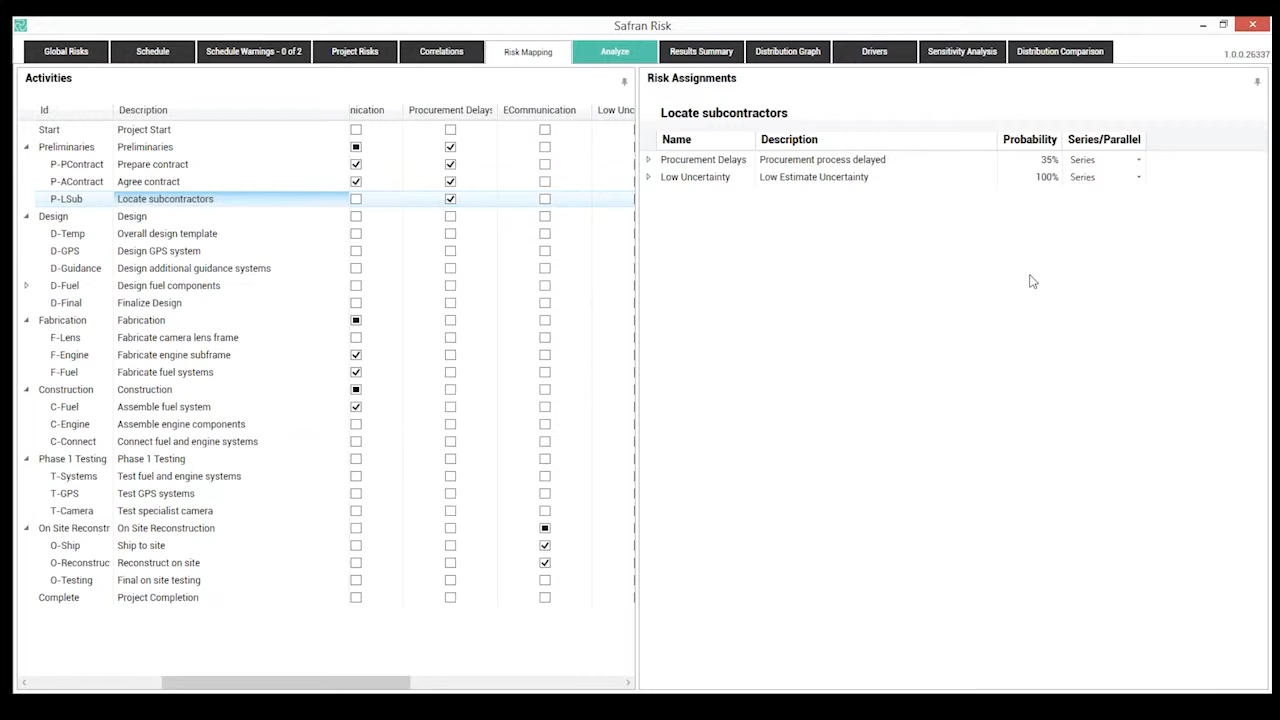 Safran Risk
Global Risks Schedule Schedule Warnings - 0 of 2 Project Risks Correlations Risk Mapping Analyze Results Summary Distribution Graph Drivers Sensitivity Analysis Distribution Comparison 1.0.0.26337
Activities
Id Description nication Procurement Delays ECommunication Low Unc
Start Project Start
Preliminaries Preliminaries
P-PContract Prepare contract
P-AContract Agree contract
P-LSub Locate subcontractors
Design Design
D-Temp Overall design template
D-GPS Design GPS system
D-Guidance Design additional guidance systems
D-Fuel Design fuel components
D-Final Finalize Design
Fabrication Fabrication
F-Lens Fabricate camera lens frame
F-Engine Fabricate engine subframe
F-Fuel Fabricate fuel systems
Construction Construction
C-Fuel Assemble fuel system
C-Engine Assemble engine components
C-Connect Connect fuel and engine systems
Phase 1 Testing Phase 1 Testing
T-Systems Test fuel and engine systems
T-GPS Test GPS systems
T-Camera Test specialist camera
On Site Reconstr On Site Reconstruction
O-Ship Ship to site
O-Reconstruc Reconstruct on site
O-Testing Final on site testing
Complete Project Completion
Risk Assignments
Locate subcontractors
Name Description Probability Series/Parallel
Procurement Delays Procurement process delayed 35% Series
Low Uncertainty Low Estimate Uncertainty 100% Series